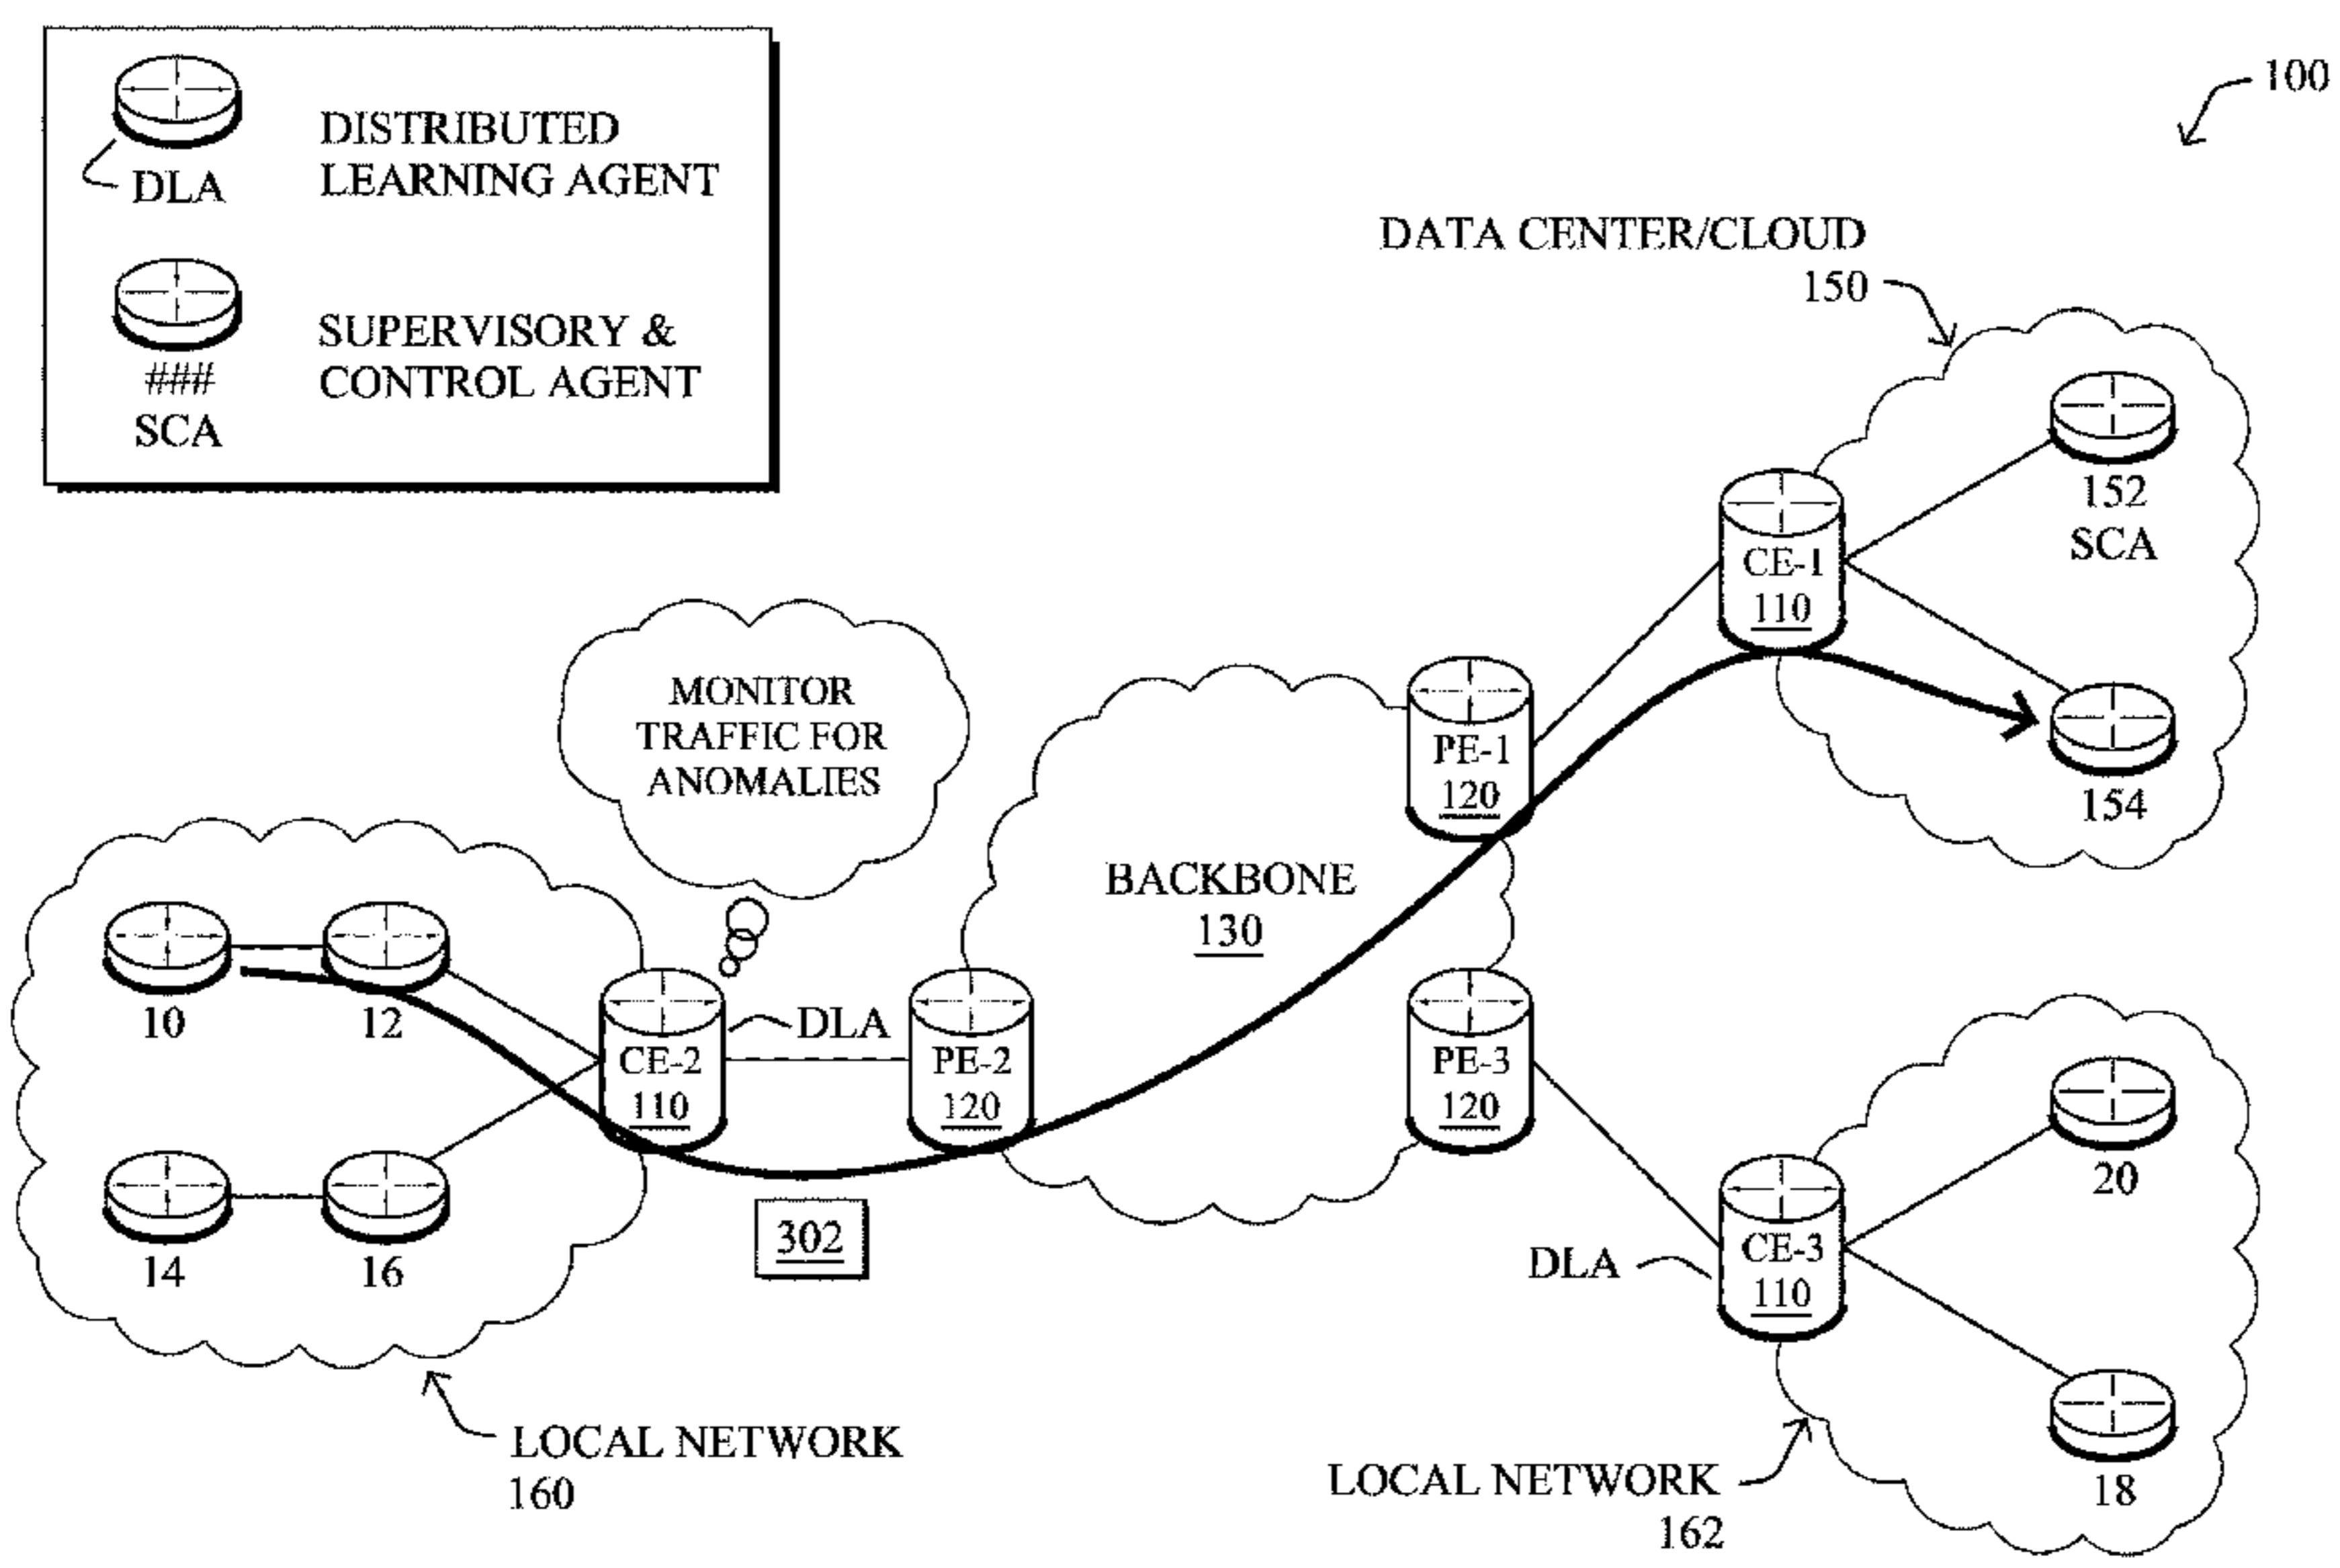 DISTRIBUTED
LEARNING AGENT
DLA
SUPERVISORY &
CONTROL AGENT
###
SCA
100
DATA CENTER/CLOUD
150
152
SCA
CE-1
110
154
MONITOR
TRAFFIC FOR
ANOMALIES
PE-1
120
BACKBONE
130
10
12
DLA
CE-2
110
PE-2
120
PE-3
120
14
16
302
20
DLA
CE-3
110
18
LOCAL NETWORK
160
LOCAL NETWORK
162